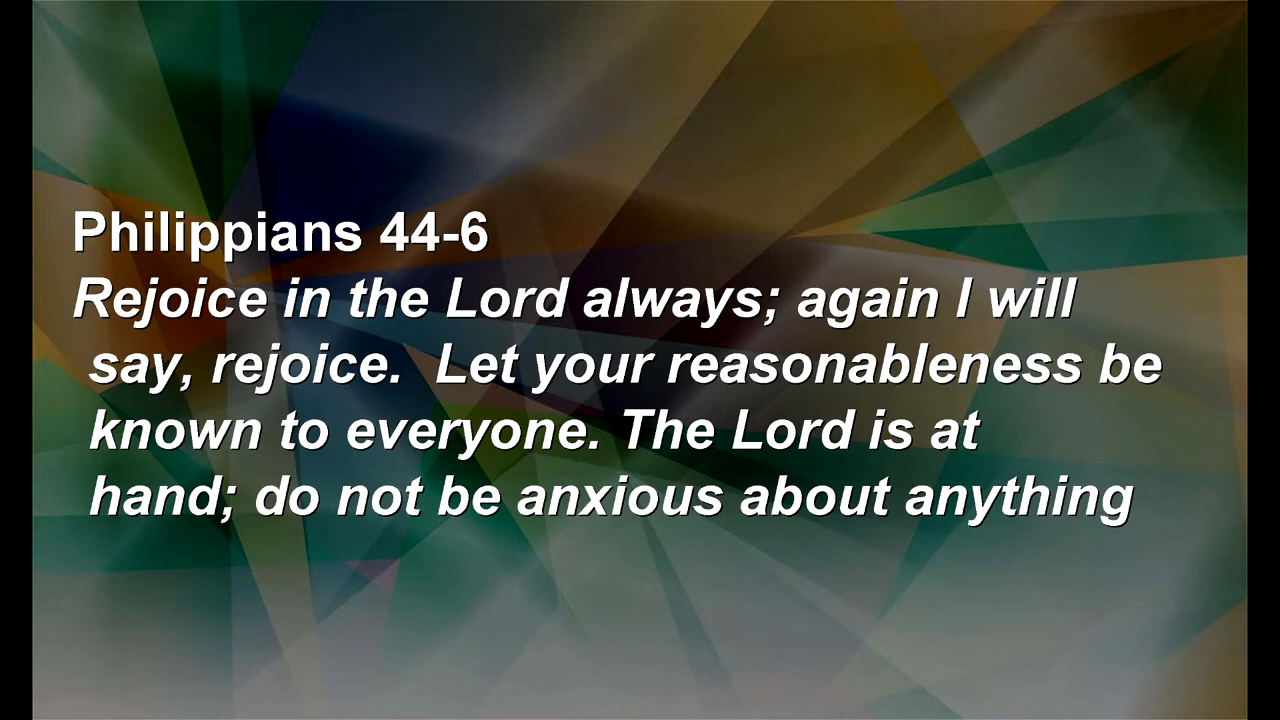 Philippians 44-6
Rejoice in the Lord always; again I will
say, rejoice.  Let your reasonableness be
known to everyone. The Lord is at
hand; do not be anxious about anything